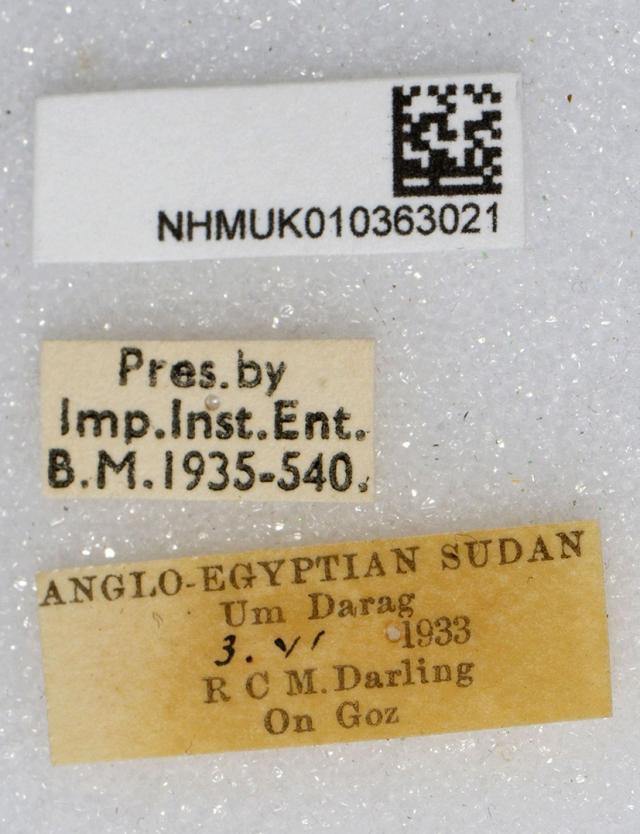 NHMUK010363021
Pres.by
Imp.Inst.Ent.
B.M.1935-540.
ANGLO-EGYPTIAN SUDAN
Um Darag
3. VI 1933
R C M. Darling
On Goz